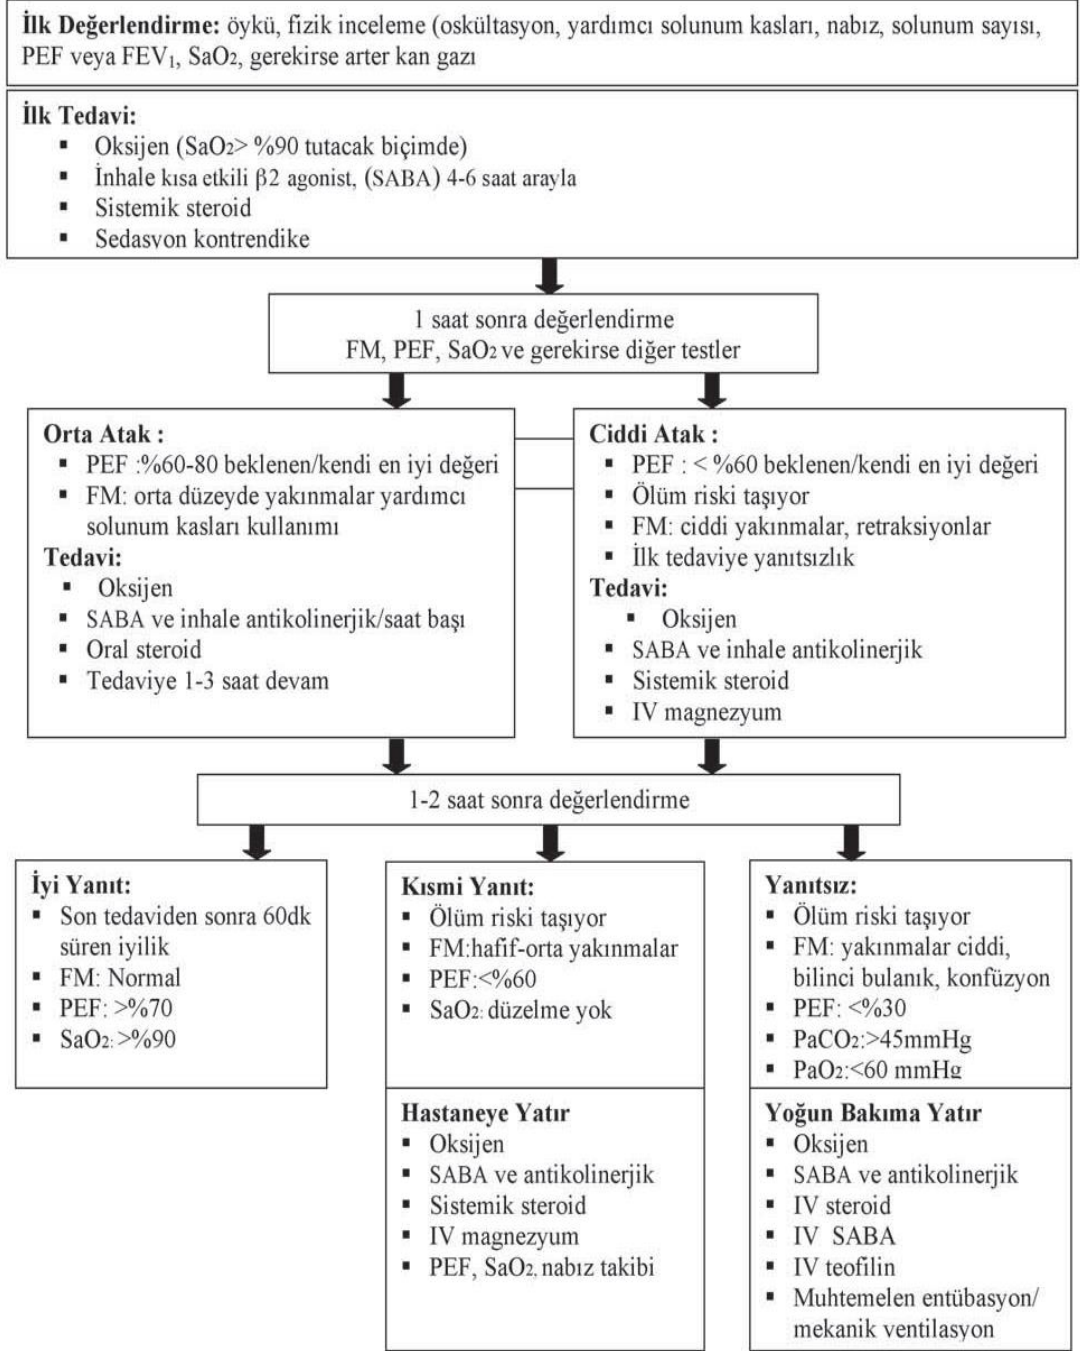 İlk Değerlendirme: öykü, fizik inceleme (oskültasyon, yardımcı solunum kasları, nabız, solunum sayısı,
PEF veya FEV₁, SaO₂, gerekirse arter kan gazı
İlk Tedavi:
▪ Oksijen (SaO₂> %90 tutacak biçimde)
▪ İnhale kısa etkili β2 agonist, (SABA) 4-6 saat arayla
▪ Sistemik steroid
▪ Sedasyon kontrendike
1 saat sonra değerlendirme
FM, PEF, SaO₂ ve gerekirse diğer testler
Orta Atak :
▪ PEF :%60-80 beklenen/kendi en iyi değeri
▪ FM: orta düzeyde yakınmalar yardımcı
solunum kasları kullanımı
Tedavi:
▪ Oksijen
▪ SABA ve inhale antikolinerjik/saat başı
▪ Oral steroid
▪ Tedaviye 1-3 saat devam
Ciddi Atak :
▪ PEF : < %60 beklenen/kendi en iyi değeri
▪ Ölüm riski taşıyor
▪ FM: ciddi yakınmalar, retraksiyonlar
▪ İlk tedaviye yanıtsızlık
Tedavi:
▪ Oksijen
▪ SABA ve inhale antikolinerjik
▪ Sistemik steroid
▪ IV magnezyum
1-2 saat sonra değerlendirme
İyi Yanıt:
▪ Son tedaviden sonra 60dk
süren iyilik
▪ FM: Normal
▪ PEF: >%70
▪ SaO₂: >%90
Kısmi Yanıt:
▪ Ölüm riski taşıyor
▪ FM:hafif-orta yakınmalar
▪ PEF:<%60
▪ SaO₂: düzelme yok
Hastaneye Yatır
▪ Oksijen
▪ SABA ve antikolinerjik
▪ Sistemik steroid
▪ IV magnezyum
▪ PEF, SaO₂, nabız takibi
Yanıtsız:
▪ Ölüm riski taşıyor
▪ FM: yakınmalar ciddi,
bilinci bulanık, konfüzyon
▪ PEF: <%30
▪ PaCO₂:>45mmHg
▪ PaO₂:<60 mmHg
Yoğun Bakıma Yatır
▪ Oksijen
▪ SABA ve antikolinerjik
▪ IV steroid
▪ IV SABA
▪ IV teofilin
▪ Muhtemelen entübasyon/
mekanik ventilasyon